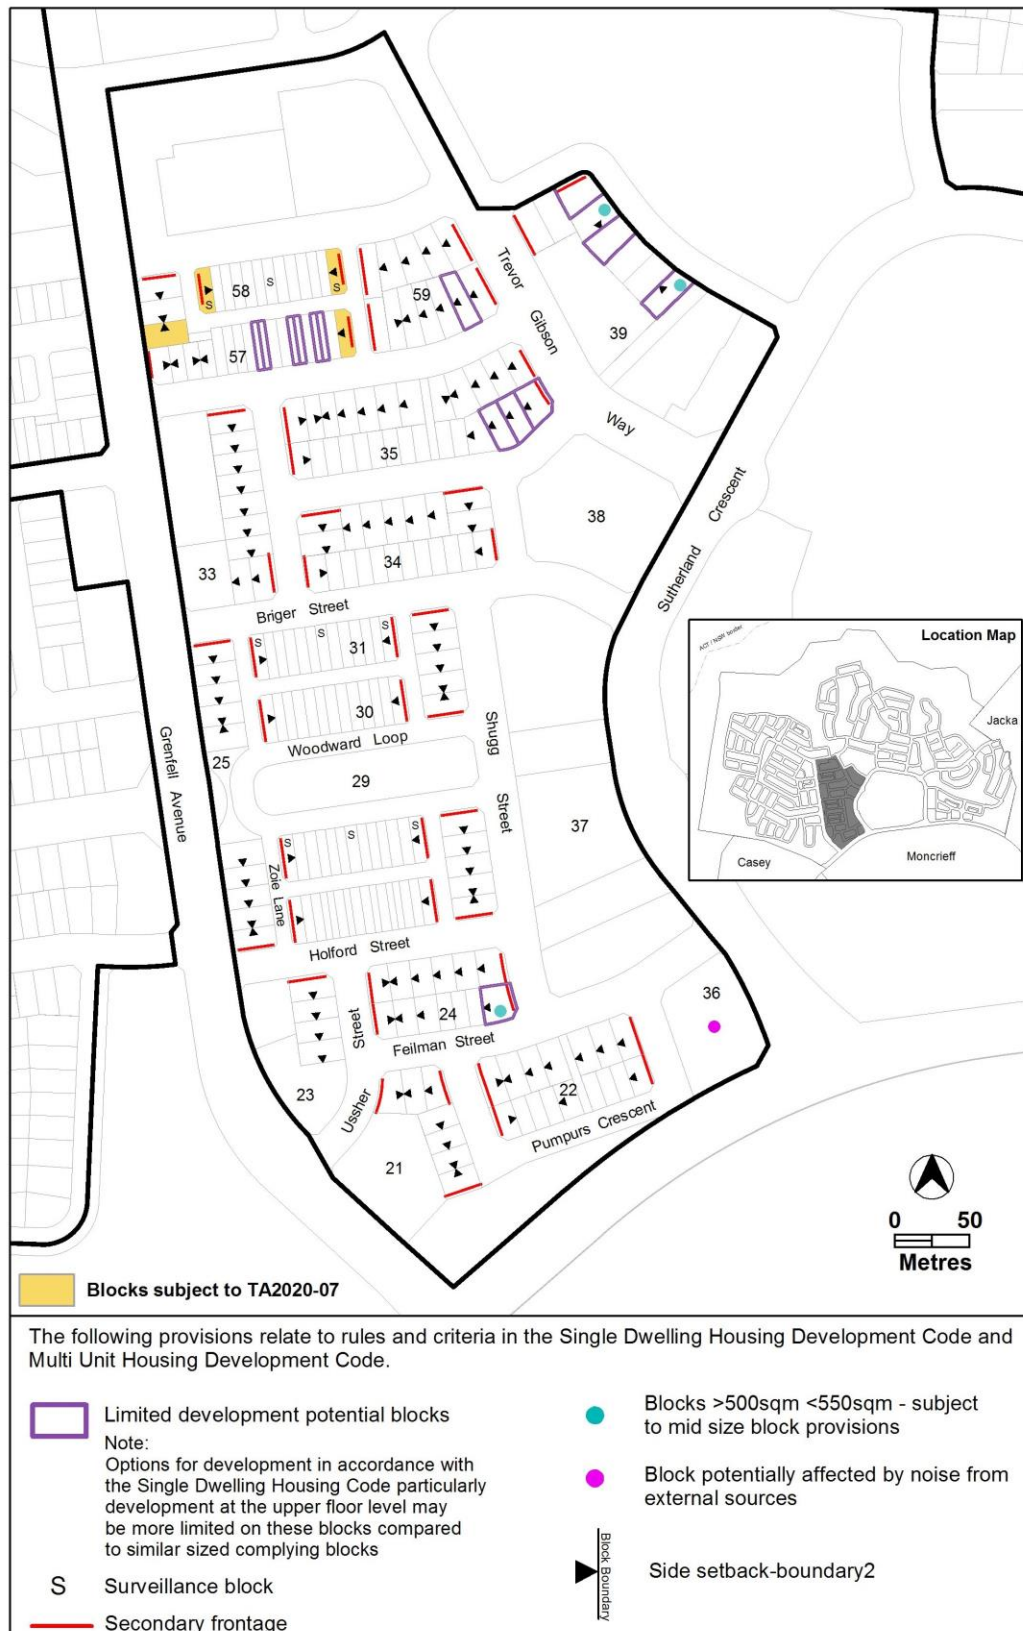 Trevor
Gibson
Way
58
S
S
S
59
57
39
35
38
Crescent
Sutherland
33
34
Briger Street
S
S
S
31
30
Woodward Loop
Shugg
Street
25
29
37
Grenfell Avenue
S
S
S
Zoie Lane
Holford Street
36
24
Feilman Street
Street
Ussher
23
22
Pumpurs Crescent
21
ACT / NSW border
Location Map
Jacka
Casey
Moncrieff
0 50
Metres
Blocks subject to TA2020-07
The following provisions relate to rules and criteria in the Single Dwelling Housing Development Code and
Multi Unit Housing Development Code.
Limited development potential blocks
Note:
Options for development in accordance with
the Single Dwelling Housing Code particularly
development at the upper floor level may
be more limited on these blocks compared
to similar sized complying blocks
S Surveillance block
Secondary frontage
Blocks >500sqm <550sqm - subject
to mid size block provisions
Block potentially affected by noise from
external sources
Block Boundary
Side setback-boundary2